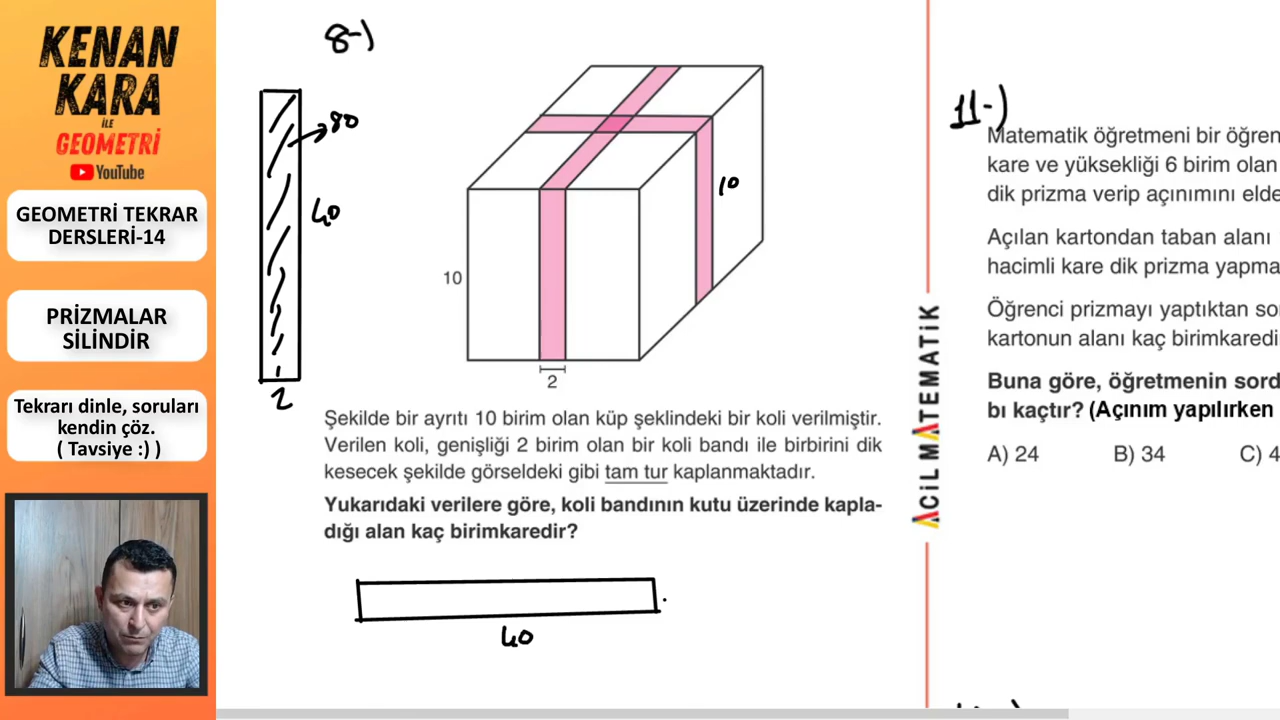 KENAN
KARA
İLE
GEOMETRİ
YouTube
GEOMETRİ TEKRAR
DERSLERİ-14
PRİZMALAR
SİLİNDİR
Tekrarı dinle, soruları
kendin çöz.
( Tavsiye :) )
8-)
80
40
2
10
10
2
Şekilde bir ayrıtı 10 birim olan küp şeklindeki bir koli verilmiştir.
Verilen koli, genişliği 2 birim olan bir koli bandı ile birbirini dik
kesecek şekilde görseldeki gibi tam tur kaplanmaktadır.
Yukarıdaki verilere göre, koli bandının kutu üzerinde kapla-
dığı alan kaç birimkaredir?
40
ACİL MATEMATİK
11-)
Matematik öğretmeni bir öğren
kare ve yüksekliği 6 birim olan
dik prizma verip açınımını elde
Açılan kartondan taban alanı
hacimli kare dik prizma yapma
Öğrenci prizmayı yaptıktan so
kartonun alanı kaç birimkaredi
Buna göre, öğretmenin sord
bı kaçtır? (Açınım yapılırken
A) 24 B) 34 C) 4